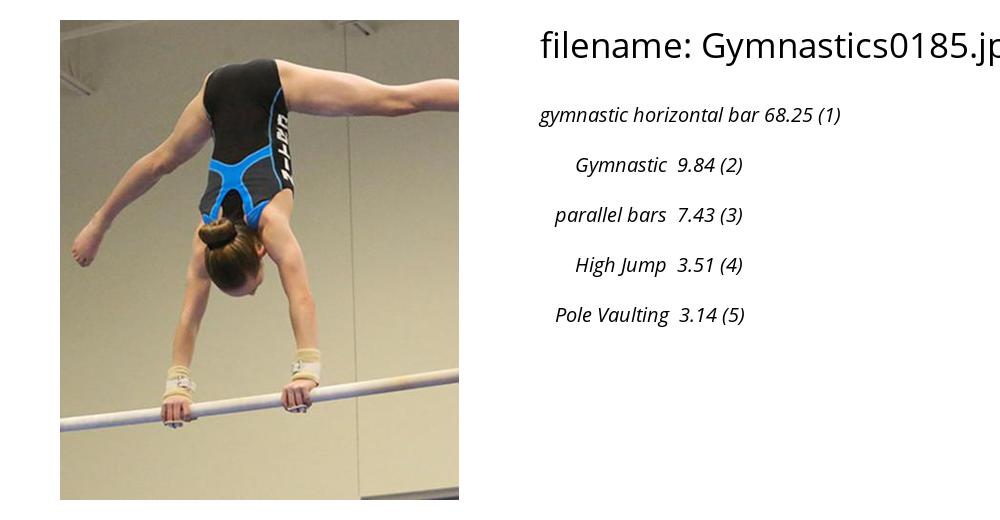 filename: Gymnastics0185.jp
gymnastic horizontal bar 68.25 (1)
Gymnastic 9.84 (2)
parallel bars 7.43 (3)
High Jump 3.51 (4)
Pole Vaulting 3.14 (5)